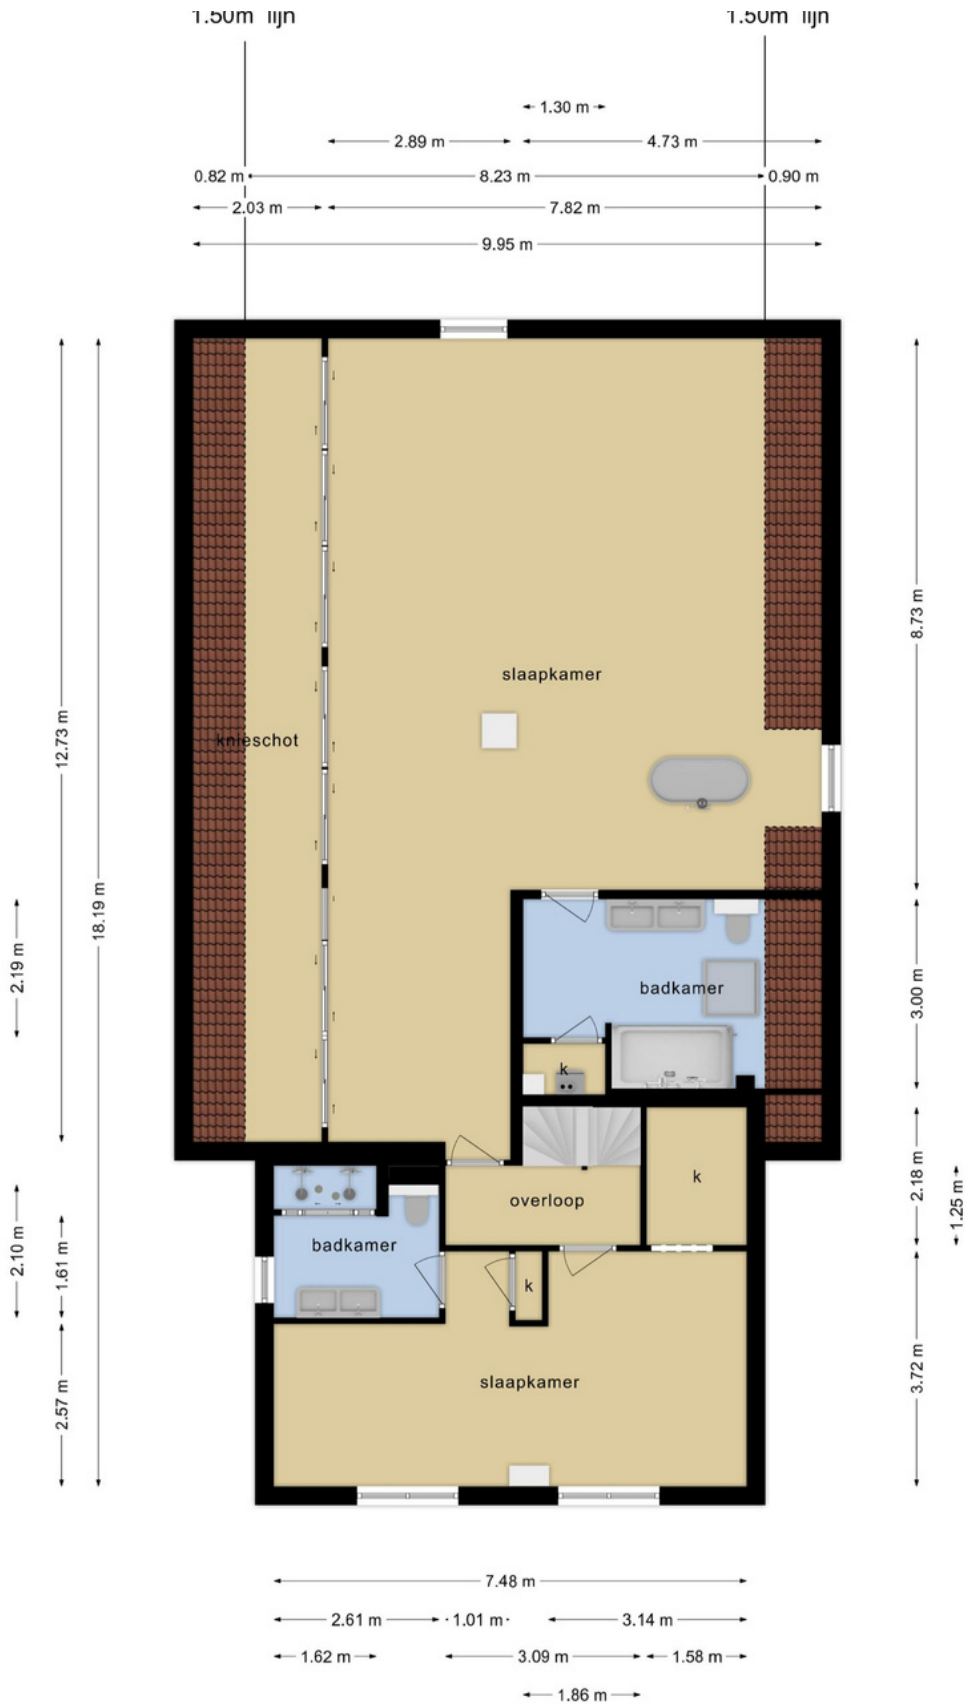 1.50m lijn 1.50m lijn
1.30 m
2.89 m 4.73 m
0.82 m 8.23 m 0.90 m
2.03 m 7.82 m
9.95 m
8.73 m
slaapkamer
12.73 m
knieschot
18.19 m
2.19 m
badkamer
3.00 m
k
k
2.18 m
1.25 m
overloop
2.10 m
1.61 m
badkamer
k
3.72 m
slaapkamer
2.57 m
7.48 m
2.61 m 1.01 m 3.14 m
1.62 m 3.09 m 1.58 m
1.86 m